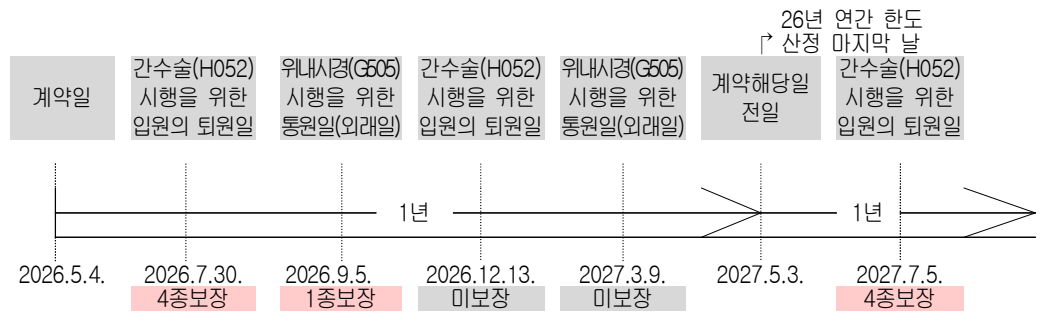 26년 연간 한도
산정 마지막 날
계약일
간수술(H052)
시행을 위한
입원의 퇴원일
위내시경(G505)
시행을 위한
통원일(외래일)
간수술(H052)
시행을 위한
입원의 퇴원일
위내시경(G505)
시행을 위한
통원일(외래일)
계약해당일
전일
간수술(H052)
시행을 위한
입원의 퇴원일
1년
1년
2026.5.4.
2026.7.30.
4종보장
2026.9.5.
1종보장
2026.12.13.
미보장
2027.3.9.
미보장
2027.5.3.
2027.7.5.
4종보장